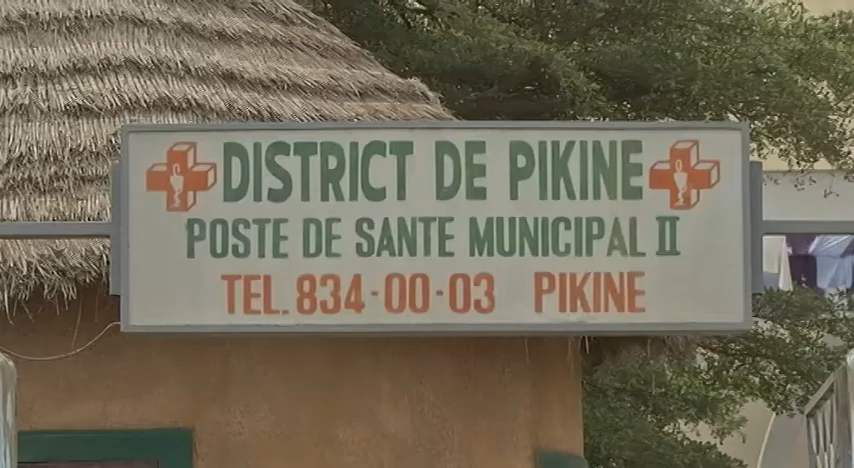 DISTRICT DE PIKINE
POSTE DE SANTE MUNICIPAL II
TEL. 834-00-03 PIKINE